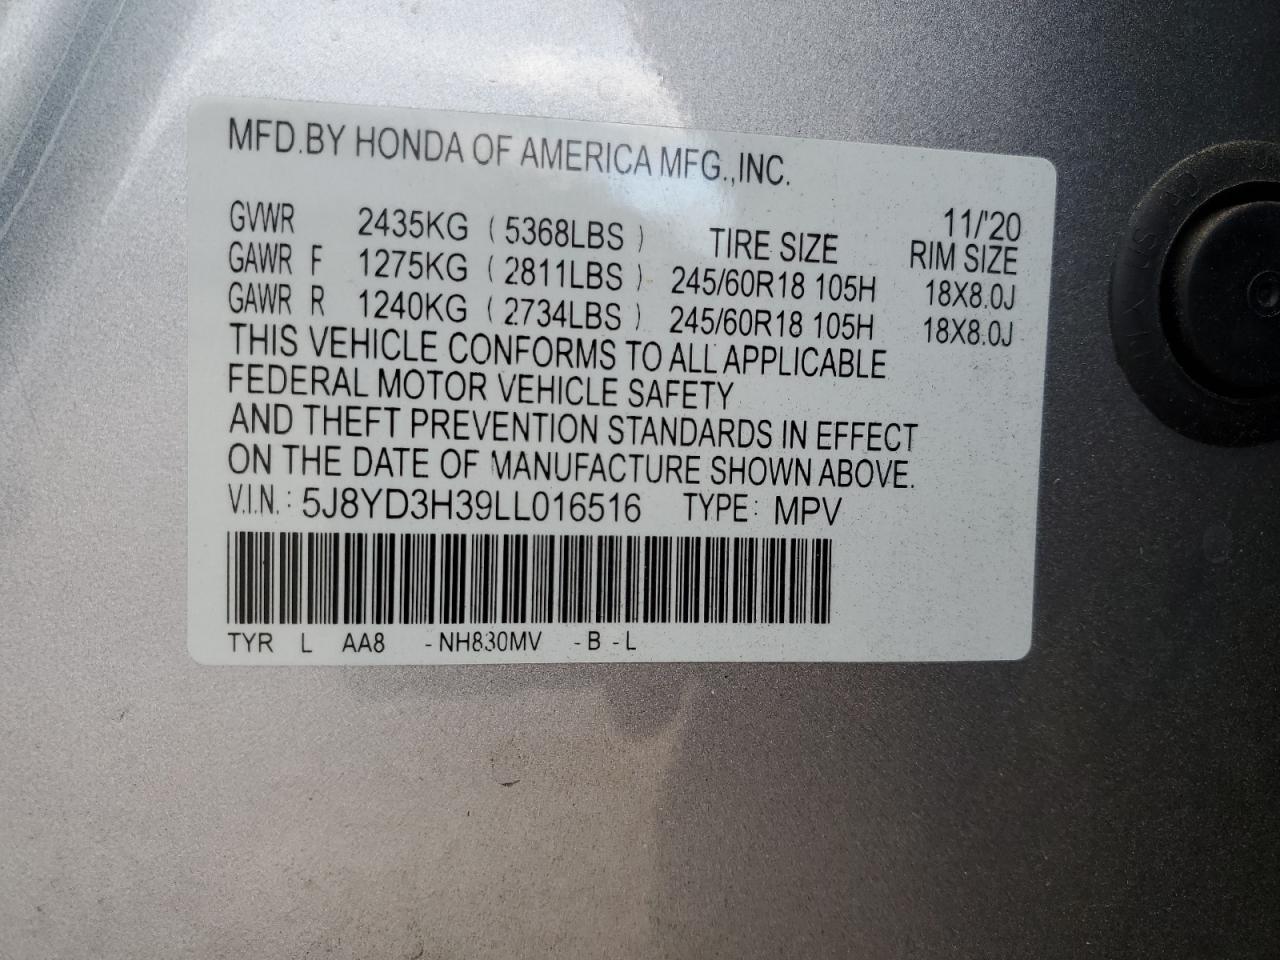 MFD.BY HONDA OF AMERICA MFG.,INC.
11/'20
GVWR 2435KG (5368LBS) TIRE SIZE RIM SIZE
GAWR F 1275KG (2811LBS) 245/60R18 105H 18X8.0J
GAWR R 1240KG (2734LBS) 245/60R18 105H 18X8.0J
THIS VEHICLE CONFORMS TO ALL APPLICABLE
FEDERAL MOTOR VEHICLE SAFETY
AND THEFT PREVENTION STANDARDS IN EFFECT
ON THE DATE OF MANUFACTURE SHOWN ABOVE.
V.I.N.: 5J8YD3H39LL016516 TYPE: MPV
TYR L AA8 -NH830MV -B -L